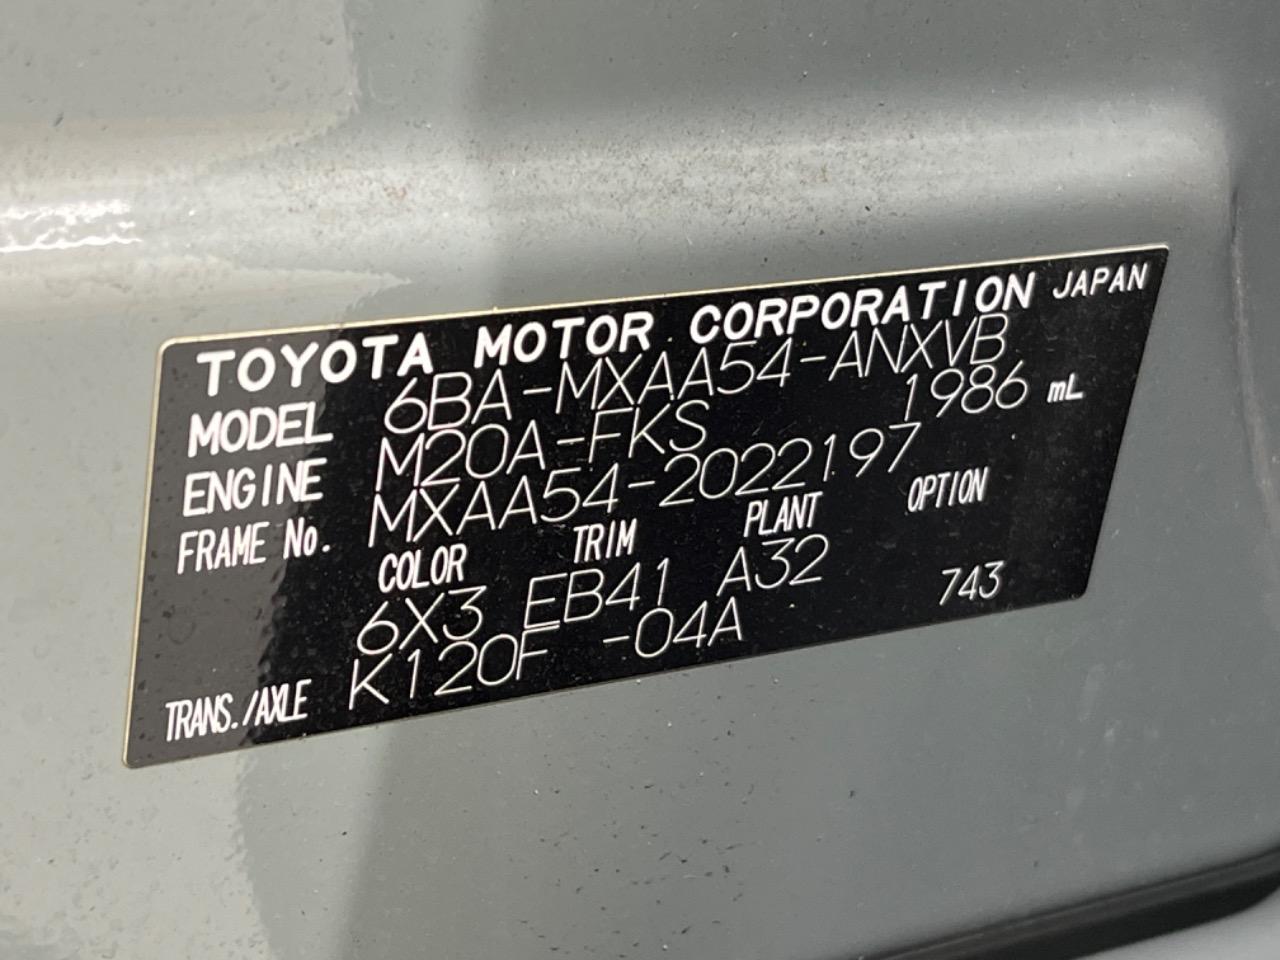 TOYOTA MOTOR CORPORATION JAPAN
MODEL 6BA-MXAA54-ANXVB
ENGINE M20A-FKS 1986 mL
FRAME No. MXAA54-2022197
COLOR TRIM PLANT OPTION
6X3 EB41 A32
TRANS./AXLE K120F -04A 743